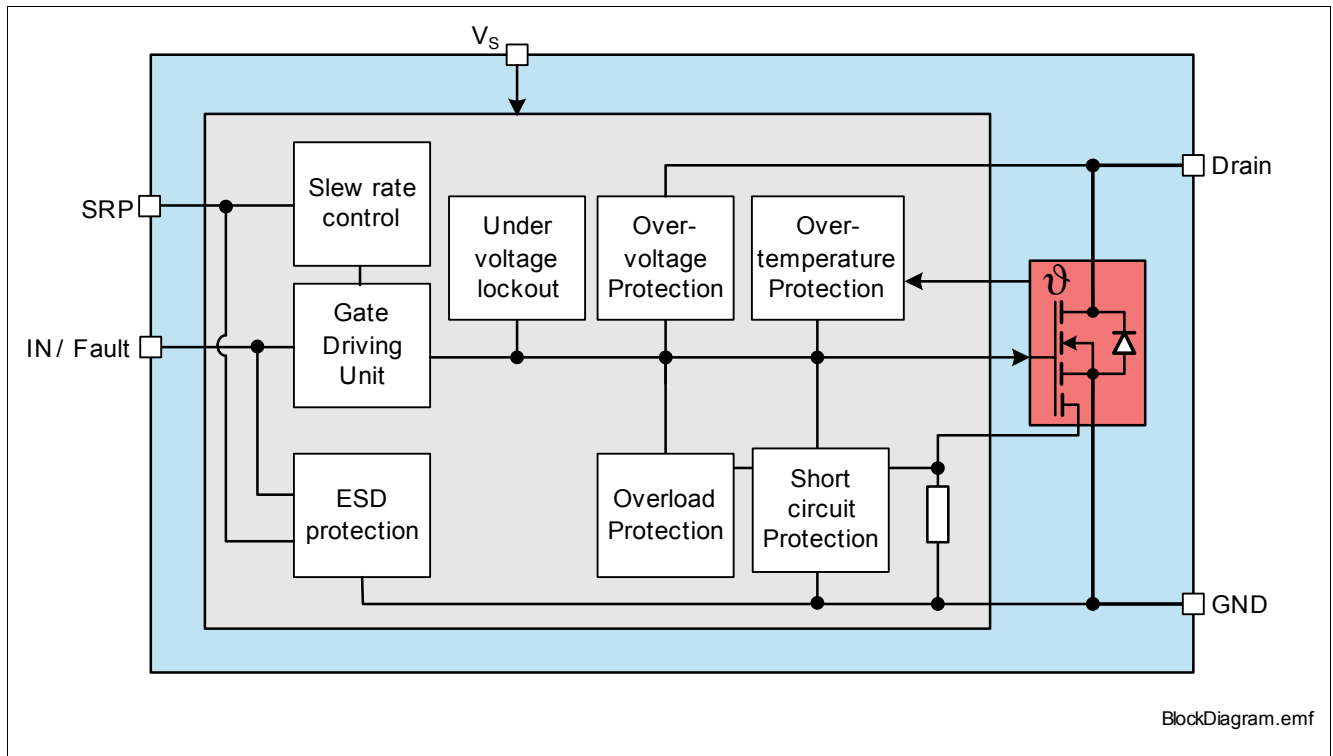 V_S
Slew rate
control
SRP
Drain
Under
voltage
lockout
Over-
voltage
Protection
Over-
temperature
Protection
ϑ
IN / Fault
Gate
Driving
Unit
ESD
protection
Overload
Protection
Short
circuit
Protection
GND
BlockDiagram.emf